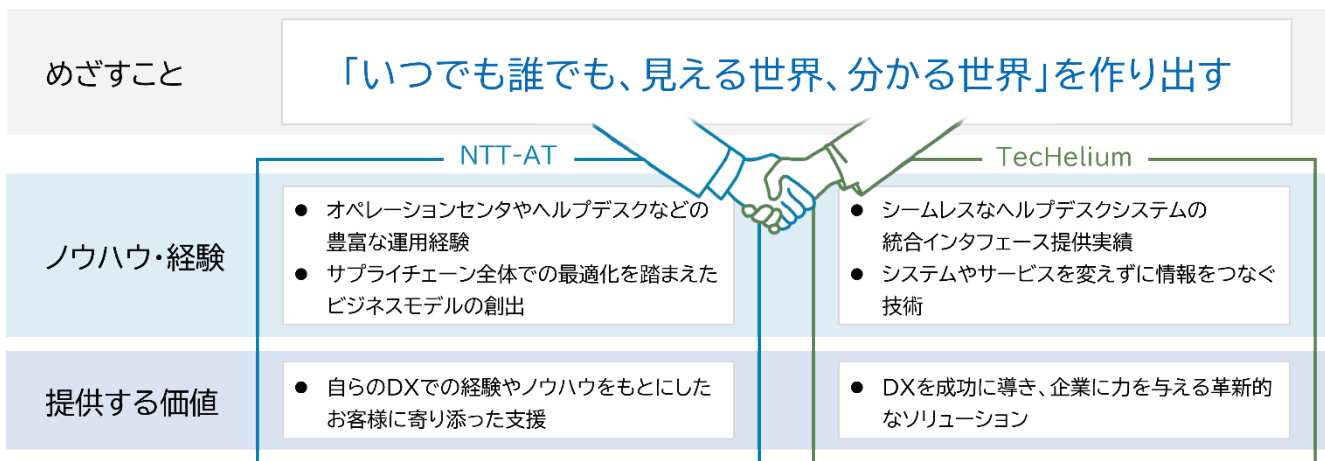 めざすこと
「いつでも誰でも、見える世界、分かる世界」を作り出す
NTT-AT
TecHelium
ノウハウ・経験
● オペレーションセンタやヘルプデスクなどの
豊富な運用経験
● サプライチェーン全体での最適化を踏まえた
ビジネスモデルの創出
● シームレスなヘルプデスクシステムの
統合インタフェース提供実績
● システムやサービスを変えずに情報をつなぐ
技術
提供する価値
● 自らのDXでの経験やノウハウをもとにした
お客様に寄り添った支援
● DXを成功に導き、企業に力を与える革新的
なソリューション